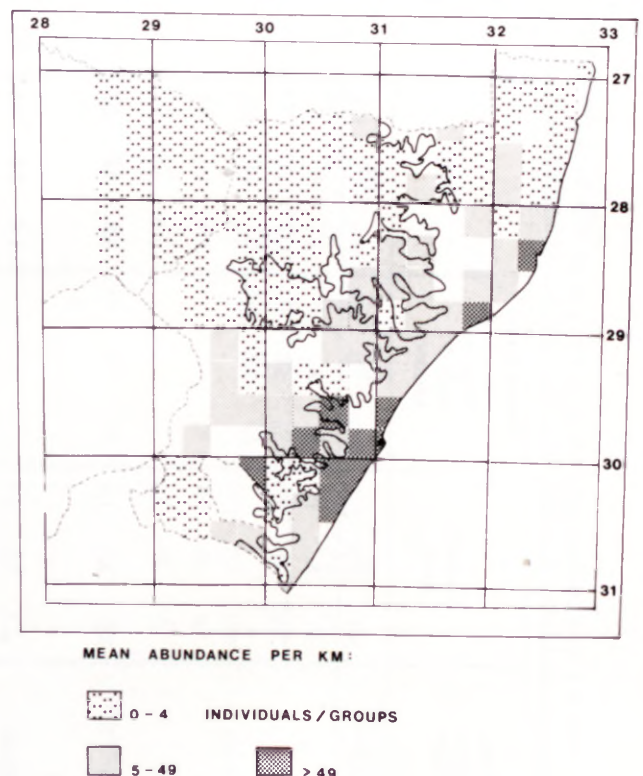 28 29 30 31 32 33
27
28
29
30
31
MEAN ABUNDANCE PER KM:
0 - 4 INDIVIDUALS/GROUPS
5 - 49 > 49